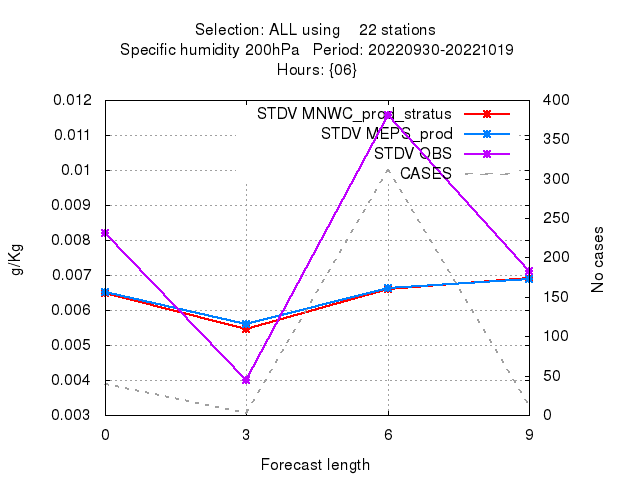 Selection: ALL using 22 stations
Specific humidity 200hPa Period: 20220930-20221019
Hours: {06}
STDV MNWC_prod_stratus
STDV MEPS_prod
STDV OBS
CASES
0.012
0.011
0.01
0.009
0.008
0.007
0.006
0.005
0.004
0.003
400
350
300
250
200
150
100
50
0
g/Kg
No cases
0 3 6 9
Forecast length